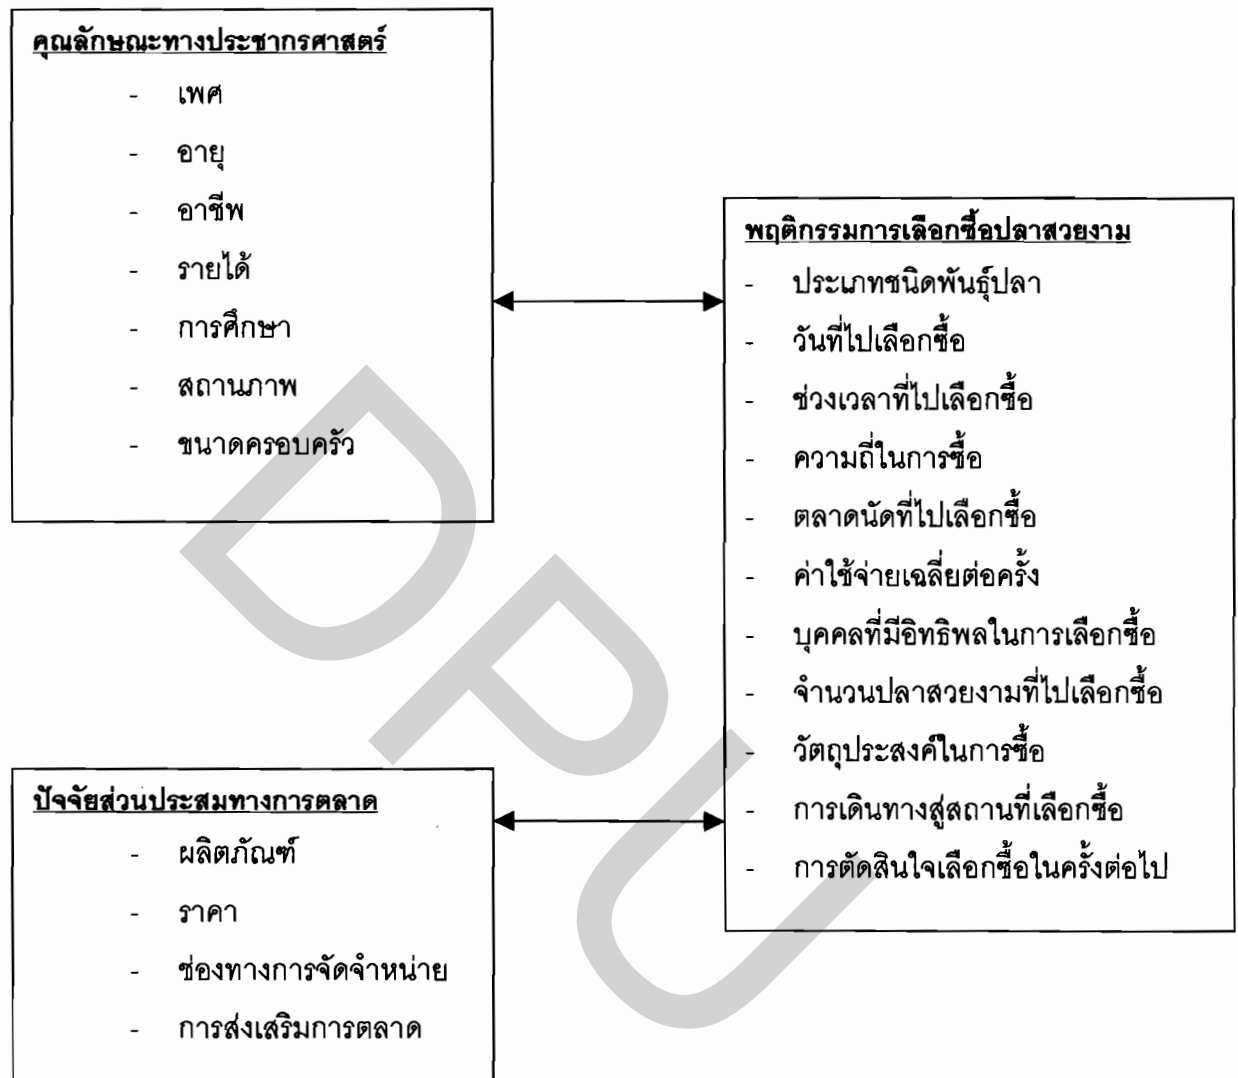 คุณลักษณะทางประชากรศาสตร์
- เพศ
- อายุ
- อาชีพ
- รายได้
- การศึกษา
- สถานภาพ
- ขนาดครอบครัว
พฤติกรรมการเลือกซื้อปลาสวยงาม
- ประเภทชนิดพันธุ์ปลา
- วันที่ไปเลือกซื้อ
- ช่วงเวลาที่ไปเลือกซื้อ
- ความถี่ในการซื้อ
- ตลาดนัดที่ไปเลือกซื้อ
- ค่าใช้จ่ายเฉลี่ยต่อครั้ง
- บุคคลที่มีอิทธิพลในการเลือกซื้อ
- จำนวนปลาสวยงามที่ไปเลือกซื้อ
- วัตถุประสงค์ในการซื้อ
- การเดินทางสู่สถานที่เลือกซื้อ
- การตัดสินใจเลือกซื้อในครั้งต่อไป
ปัจจัยส่วนประสมทางการตลาด
- ผลิตภัณฑ์
- ราคา
- ช่องทางการจัดจำหน่าย
- การส่งเสริมการตลาด
DPU